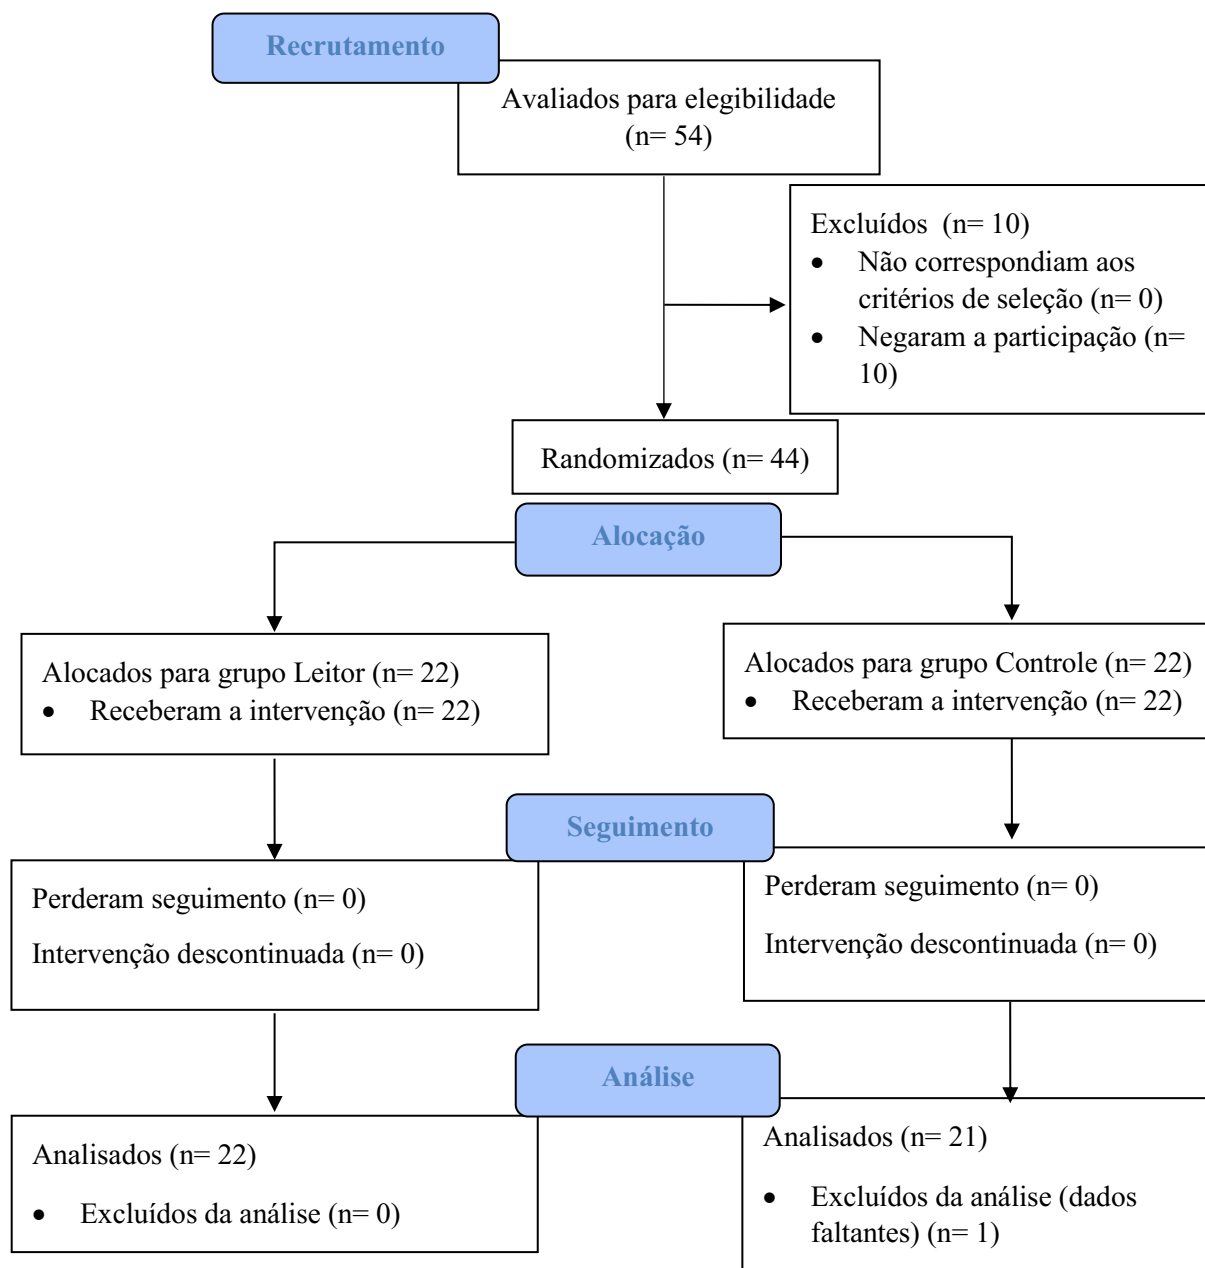 Recrutamento
Avaliados para elegibilidade
(n= 54)
Excluídos (n= 10)
• Não correspondiam aos
critérios de seleção (n= 0)
• Negaram a participação (n=
10)
Randomizados (n= 44)
Alocação
Alocados para grupo Leitor (n= 22)
• Receberam a intervenção (n= 22)
Alocados para grupo Controle (n= 22)
• Receberam a intervenção (n= 22)
Seguimento
Perderam seguimento (n= 0)
Intervenção descontinuada (n= 0)
Perderam seguimento (n= 0)
Intervenção descontinuada (n= 0)
Análise
Analisados (n= 22)
• Excluídos da análise (n= 0)
Analisados (n= 21)
• Excluídos da análise (dados
faltantes) (n= 1)